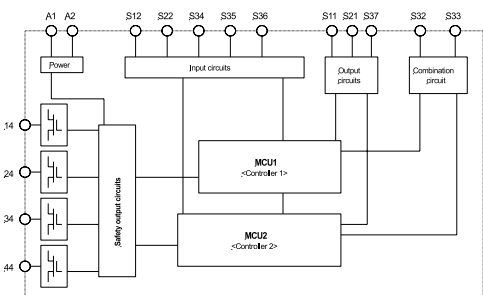 A1 A2 S12 S22 S34 S35 S36 S11 S21 S37 S32 S33
Power
Input circuits
Output
circuits
Combination
circuit
14
24
34
44
Safety output circuits
MCU1
<Controller 1>
MCU2
<Controller 2>